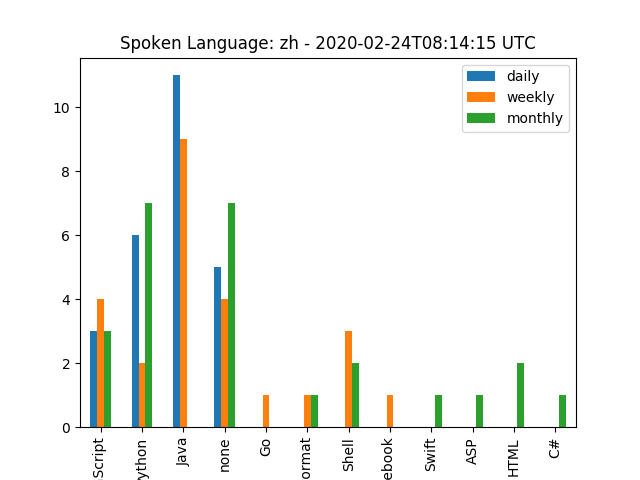 Spoken Language: zh - 2020-02-24T08:14:15 UTC
daily
weekly
monthly
10
8
6
4
2
0
Script
ython
Java
none
Go
ormat
Shell
ebook
Swift
ASP
HTML
C#